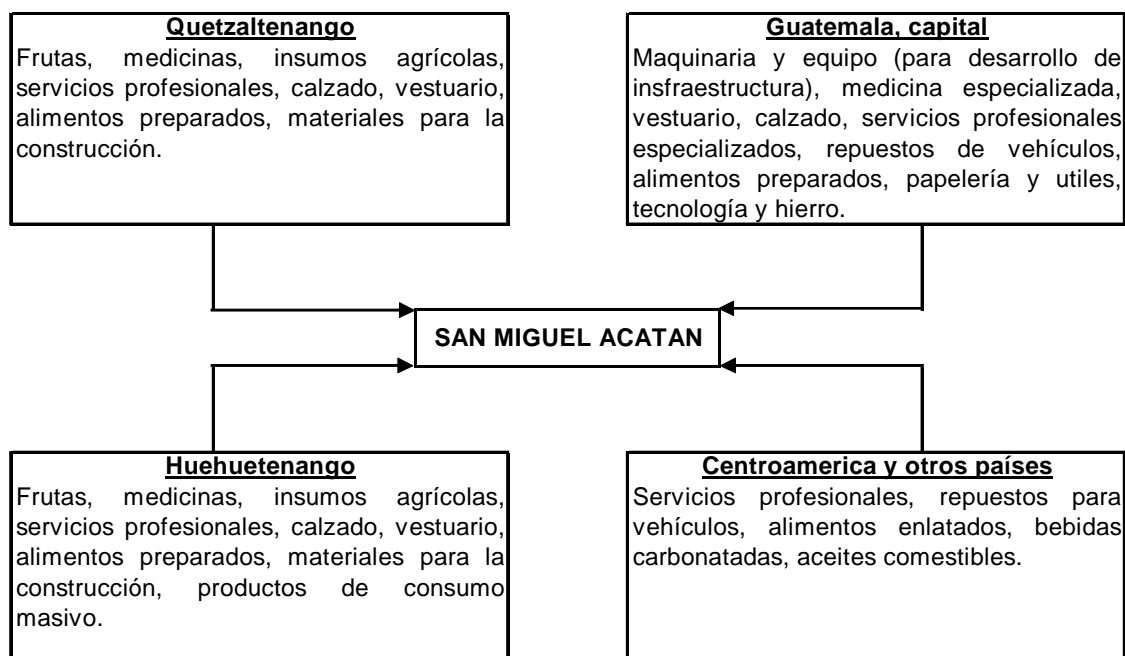 Quetzaltenango
Frutas, medicinas, insumos agrícolas,
servicios profesionales, calzado, vestuario,
alimentos preparados, materiales para la
construcción.
Guatemala, capital
Maquinaria y equipo (para desarrollo de
insfraestructura), medicina especializada,
vestuario, calzado, servicios profesionales
especializados, repuestos de vehículos,
alimentos preparados, papelería y utiles,
tecnología y hierro.
SAN MIGUEL ACATAN
Huehuetenango
Frutas, medicinas, insumos agrícolas,
servicios profesionales, calzado, vestuario,
alimentos preparados, materiales para la
construcción, productos de consumo
masivo.
Centroamerica y otros países
Servicios profesionales, repuestos para
vehículos, alimentos enlatados, bebidas
carbonatadas, aceites comestibles.